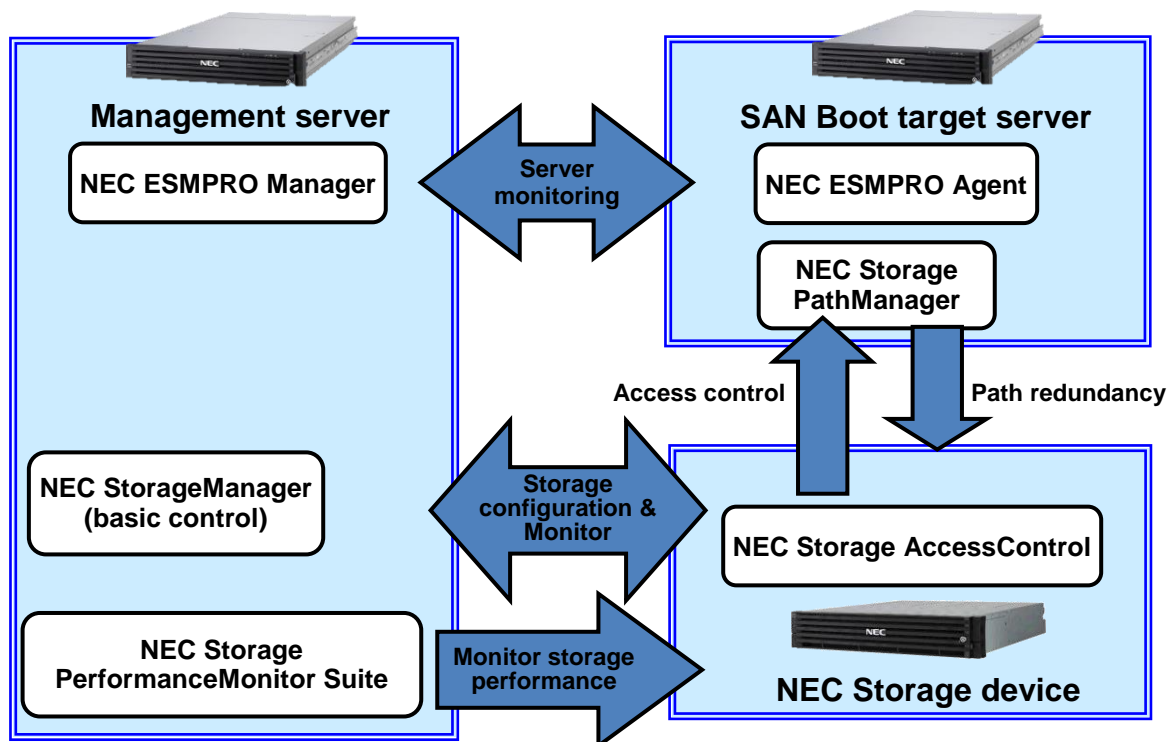 NEC
NEC
Management server
SAN Boot target server
NEC ESMPRO Manager
Server
monitoring
NEC ESMPRO Agent
NEC Storage
PathManager
Access control
Path redundancy
NEC StorageManager
(basic control)
Storage
configuration &
Monitor
NEC Storage AccessControl
NEC Storage
PerformanceMonitor Suite
Monitor storage
performance
NEC
NEC Storage device